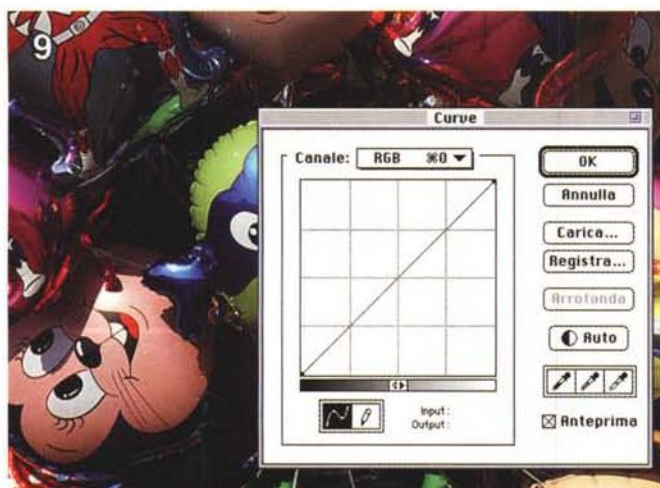 9
Curve
Canale: RGB ⌘0
OK
Annulla
Carica...
Registra...
Arrotonda
Auto
Input:
Output:
Anteprima